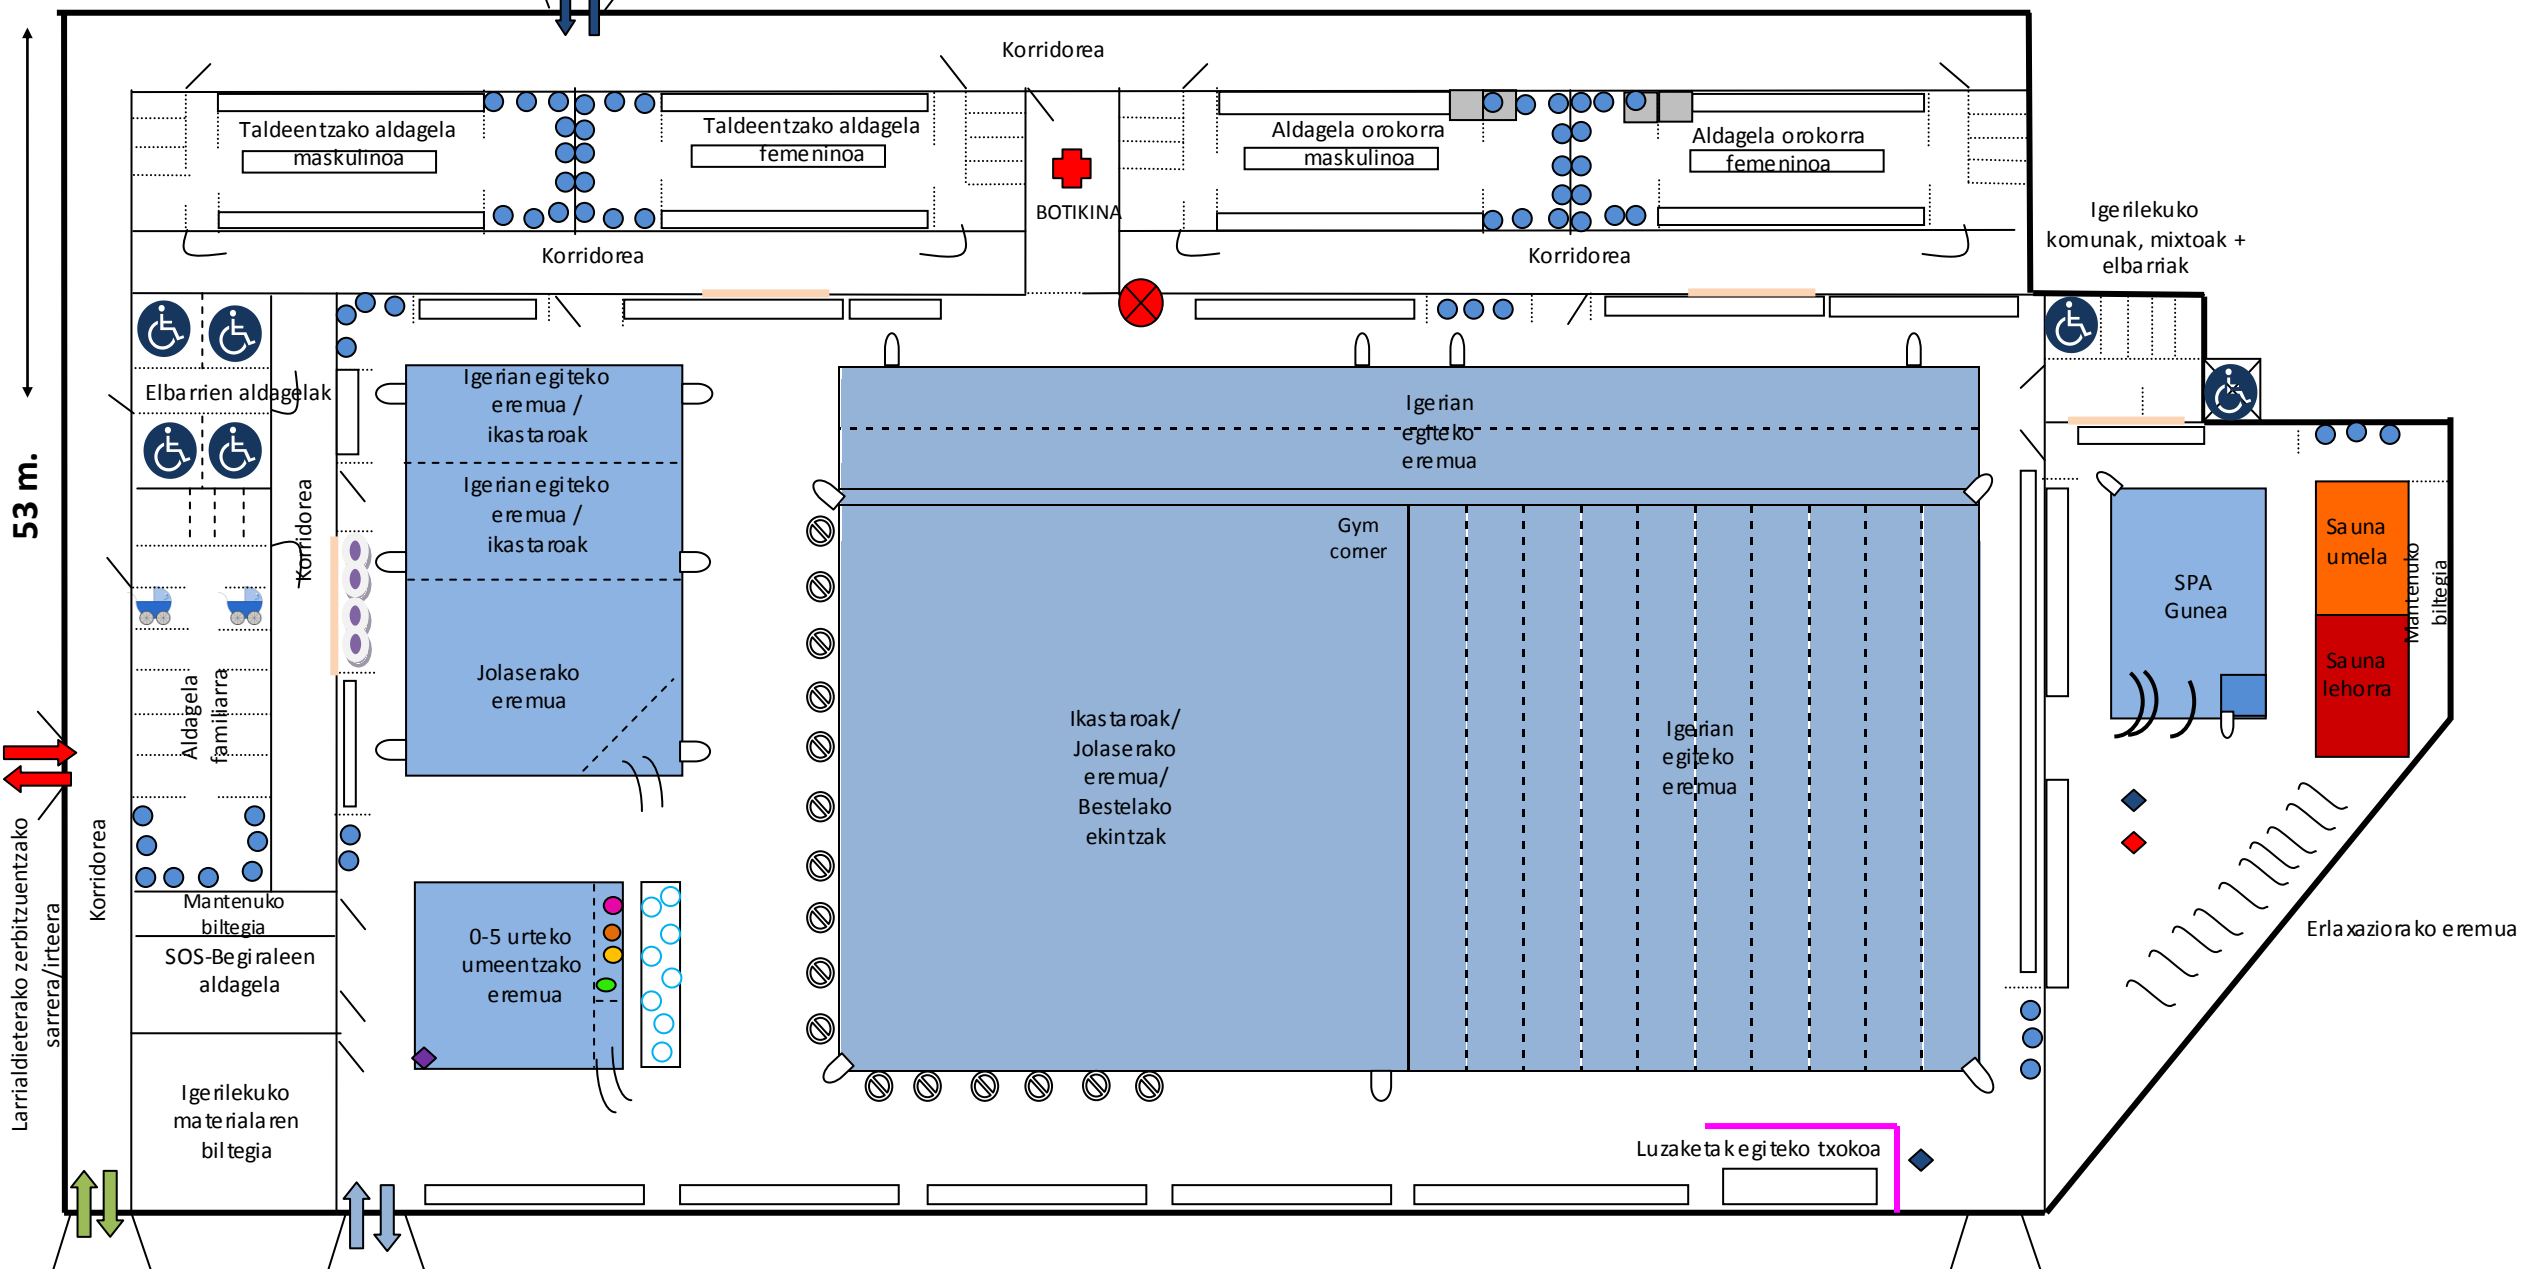 Korridorea
Taldeentzako aldagela
maskulinoa
Taldeentzako aldagela
femeninoa
BOTIKINA
Aldagela orokorra
maskulinoa
Aldagela orokorra
femeninoa
Korridorea
Korridorea
Igerilekuko
komunak, mixtoak +
elbarriak
53 m.
Elbarrien aldagelak
Korridorea
Igerian egiteko
eremua /
ikastaroak
Igerian egiteko
eremua /
ikastaroak
Jolaserako
eremua
Igerian
egiteko
eremua
Gym
corner
Ikastaroak/
Jolaserako
eremua/
Bestelako
ekintzak
Igerian
egiteko
eremua
SPA
Gunea
Sauna
umela
Sauna
lehorra
Mantenuko
biltegia
Erlaxaziorako eremua
Aldagela
familiarra
Korridorea
Larrialdieterako zerbitzuentzako
sarrera/irteera
Mantenuko
biltegia
SOS-Begiraleen
aldagela
Igerilekuko
materialaren
biltegia
0-5 urteko
umeentzako
eremua
Luzaketak egiteko txokoa